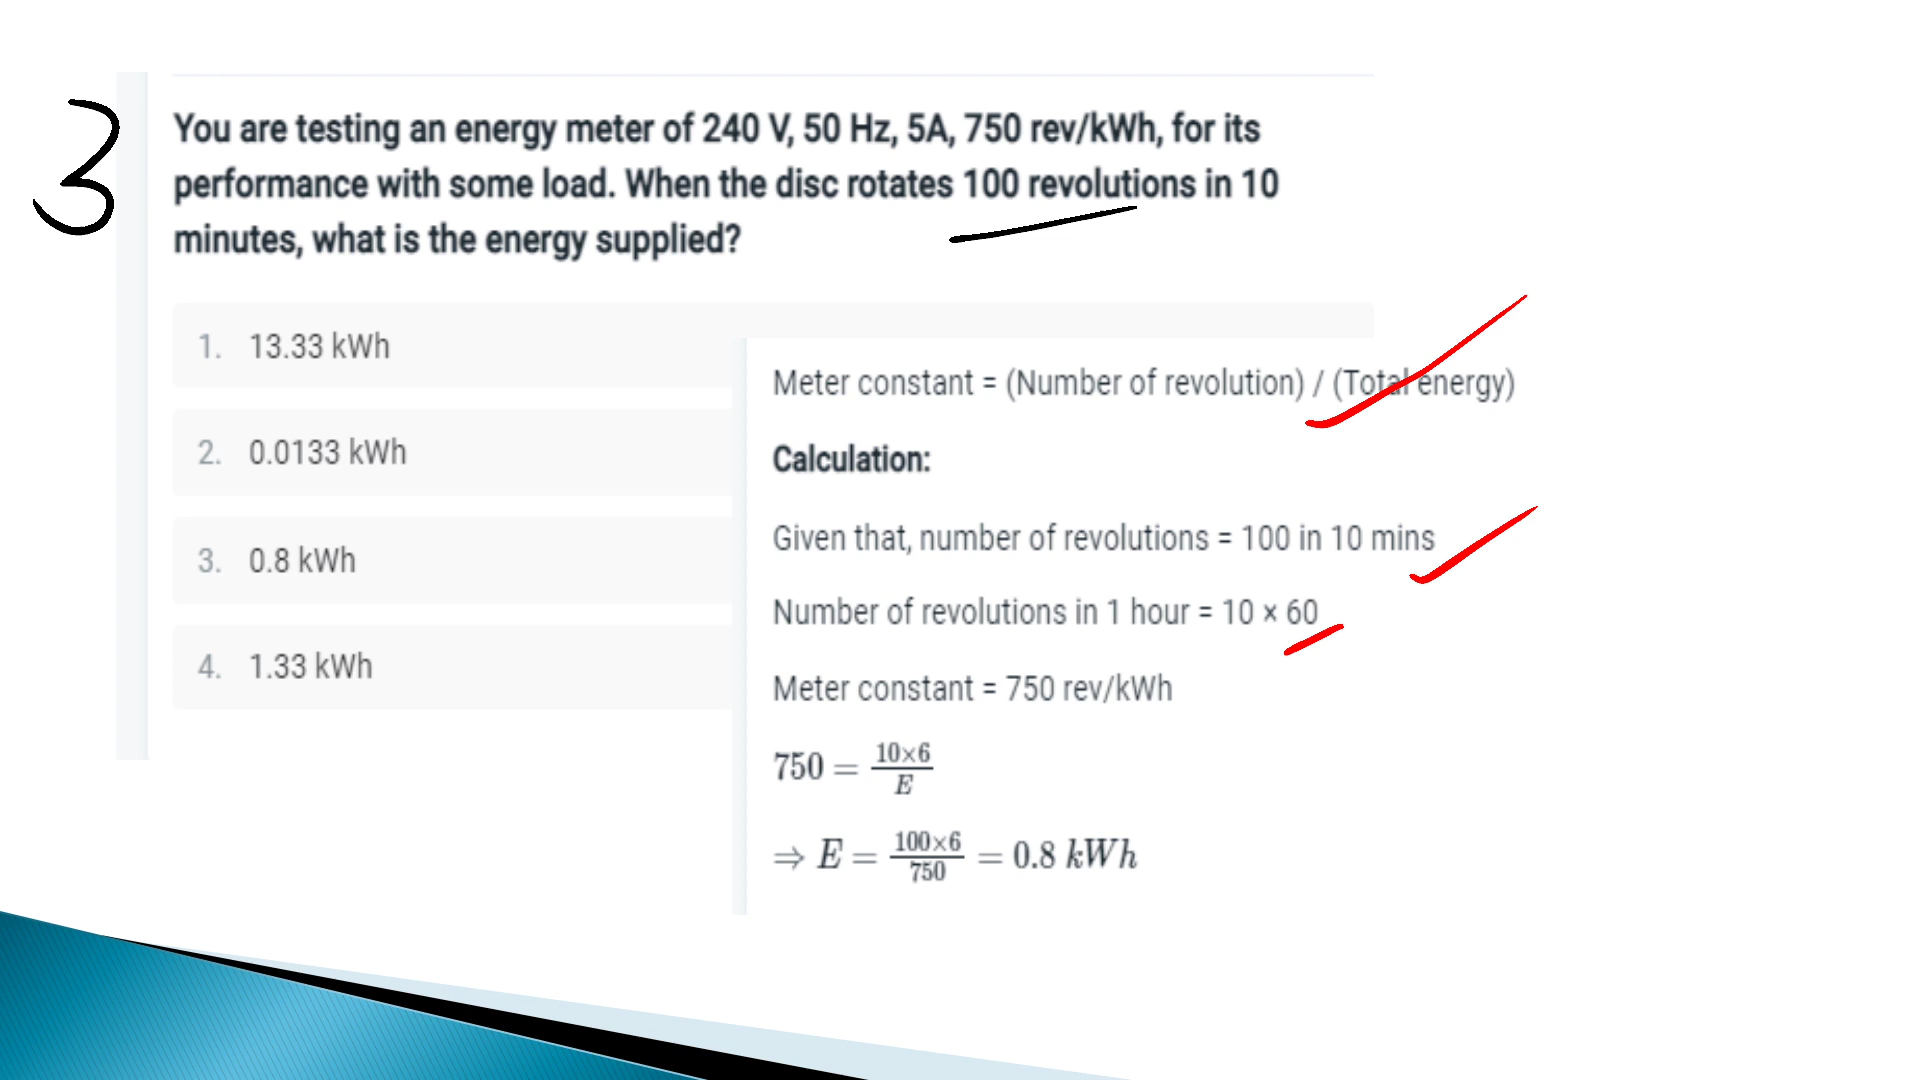 3
You are testing an energy meter of 240 V, 50 Hz, 5A, 750 rev/kWh, for its
performance with some load. When the disc rotates 100 revolutions in 10
minutes, what is the energy supplied?
1. 13.33 kWh
2. 0.0133 kWh
3. 0.8 kWh
4. 1.33 kWh
Meter constant = (Number of revolution) / (Total energy)
Calculation:
Given that, number of revolutions = 100 in 10 mins
Number of revolutions in 1 hour = 10 × 60
Meter constant = 750 rev/kWh
750 = \frac{10×6}{E}
⇒ E = \frac{100×6}{750} = 0.8 kWh